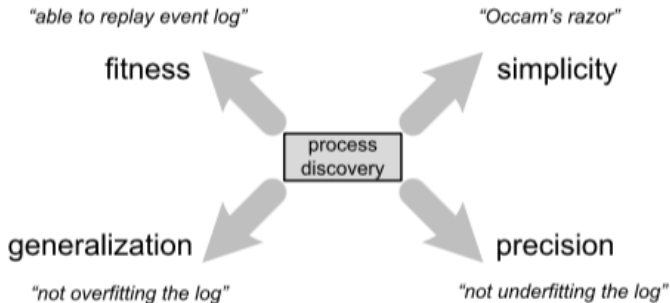 “able to replay event log”
“Occam’s razor”
fitness
simplicity
process
discovery
generalization
precision
“not overfitting the log”
“not underfitting the log”